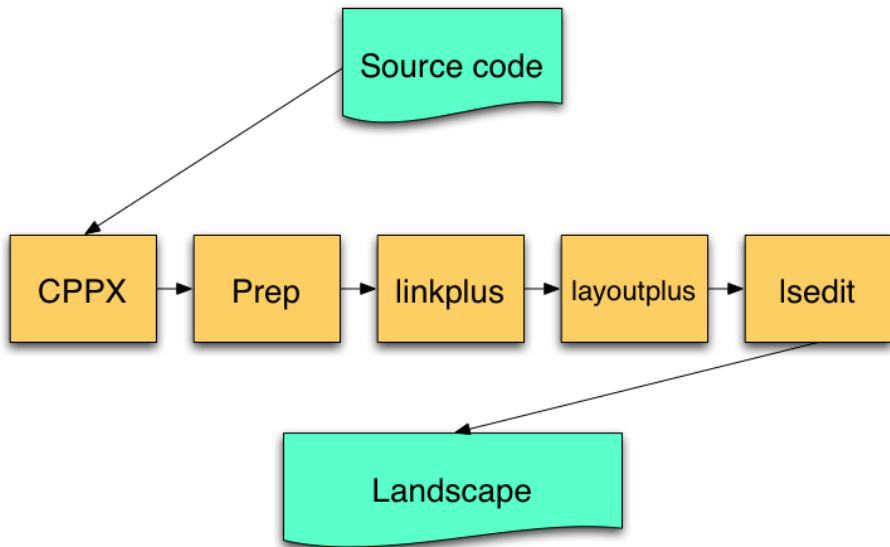 Source code
CPPX
Prep
linkplus
layoutplus
lsedit
Landscape